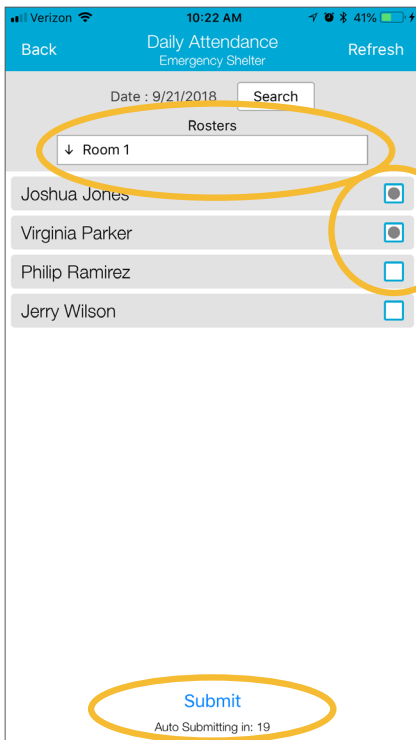 Verizon 10:22 AM 41%
Back Daily Attendance Refresh
Emergency Shelter
Date : 9/21/2018 Search
Rosters
↓ Room 1
Joshua Jones
Virginia Parker
Philip Ramirez
Jerry Wilson
Submit
Auto Submitting in: 19